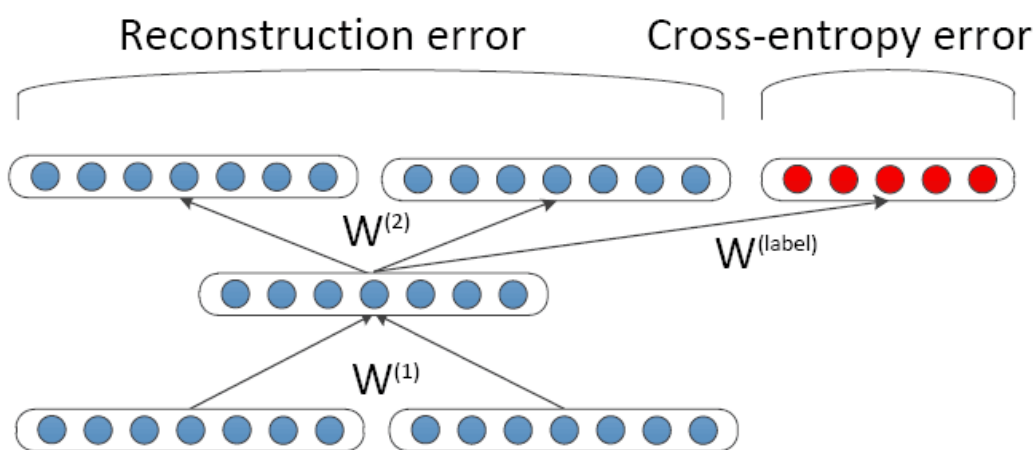 Reconstruction error
Cross-entropy error
W(2)
W(label)
W(1)